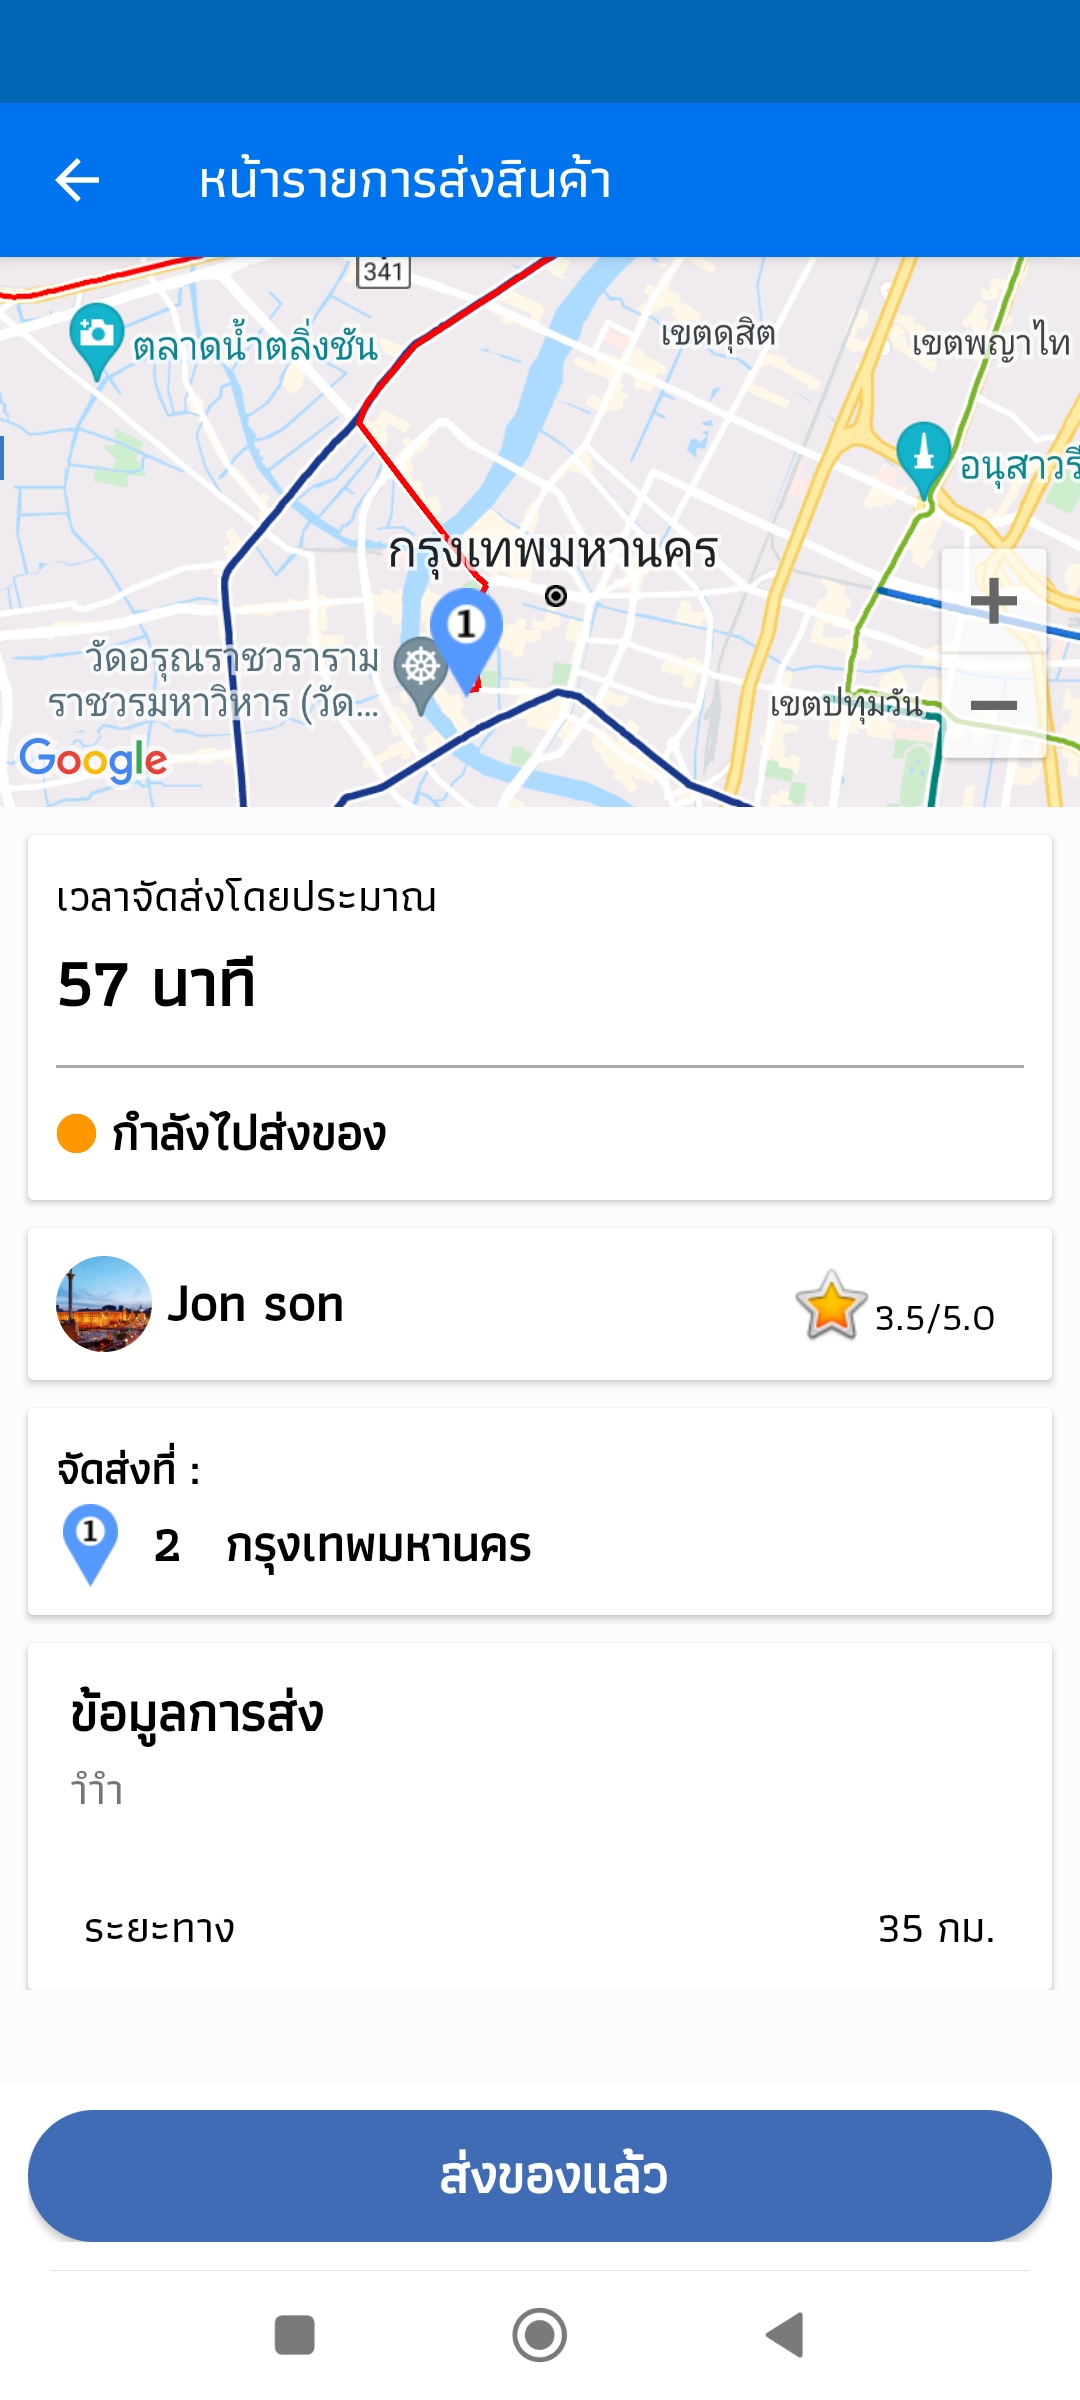 หน้ารายการส่งสินค้า
341
ตลาดน้ำตลิ่งชัน
เขตดุสิต
เขตพญาไท
อนุสาวรี
กรุงเทพมหานคร
1
วัดอรุณราชวราราม
ราชวรมหาวิหาร (วัด...
เขตปทุมวัน
Google
เวลาจัดส่งโดยประมาณ
57 นาที
กำลังไปส่งของ
Jon son
3.5/5.0
จัดส่งที่ :
1 2 กรุงเทพมหานคร
ข้อมูลการส่ง
ำำา
ระยะทาง 35 กม.
ส่งของแล้ว